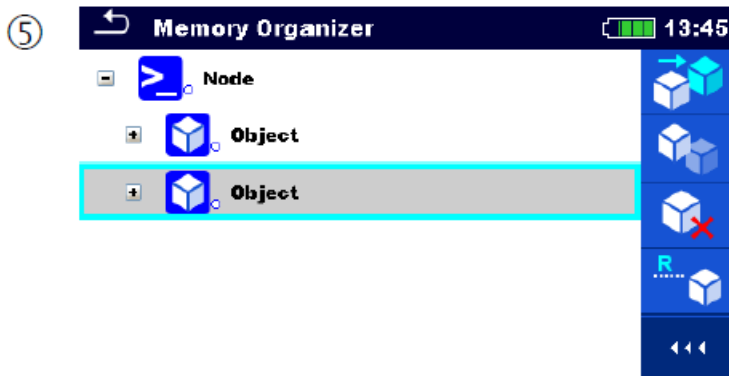 ⑤
Memory Organizer 13:45
>_ Node
Object
Object
R